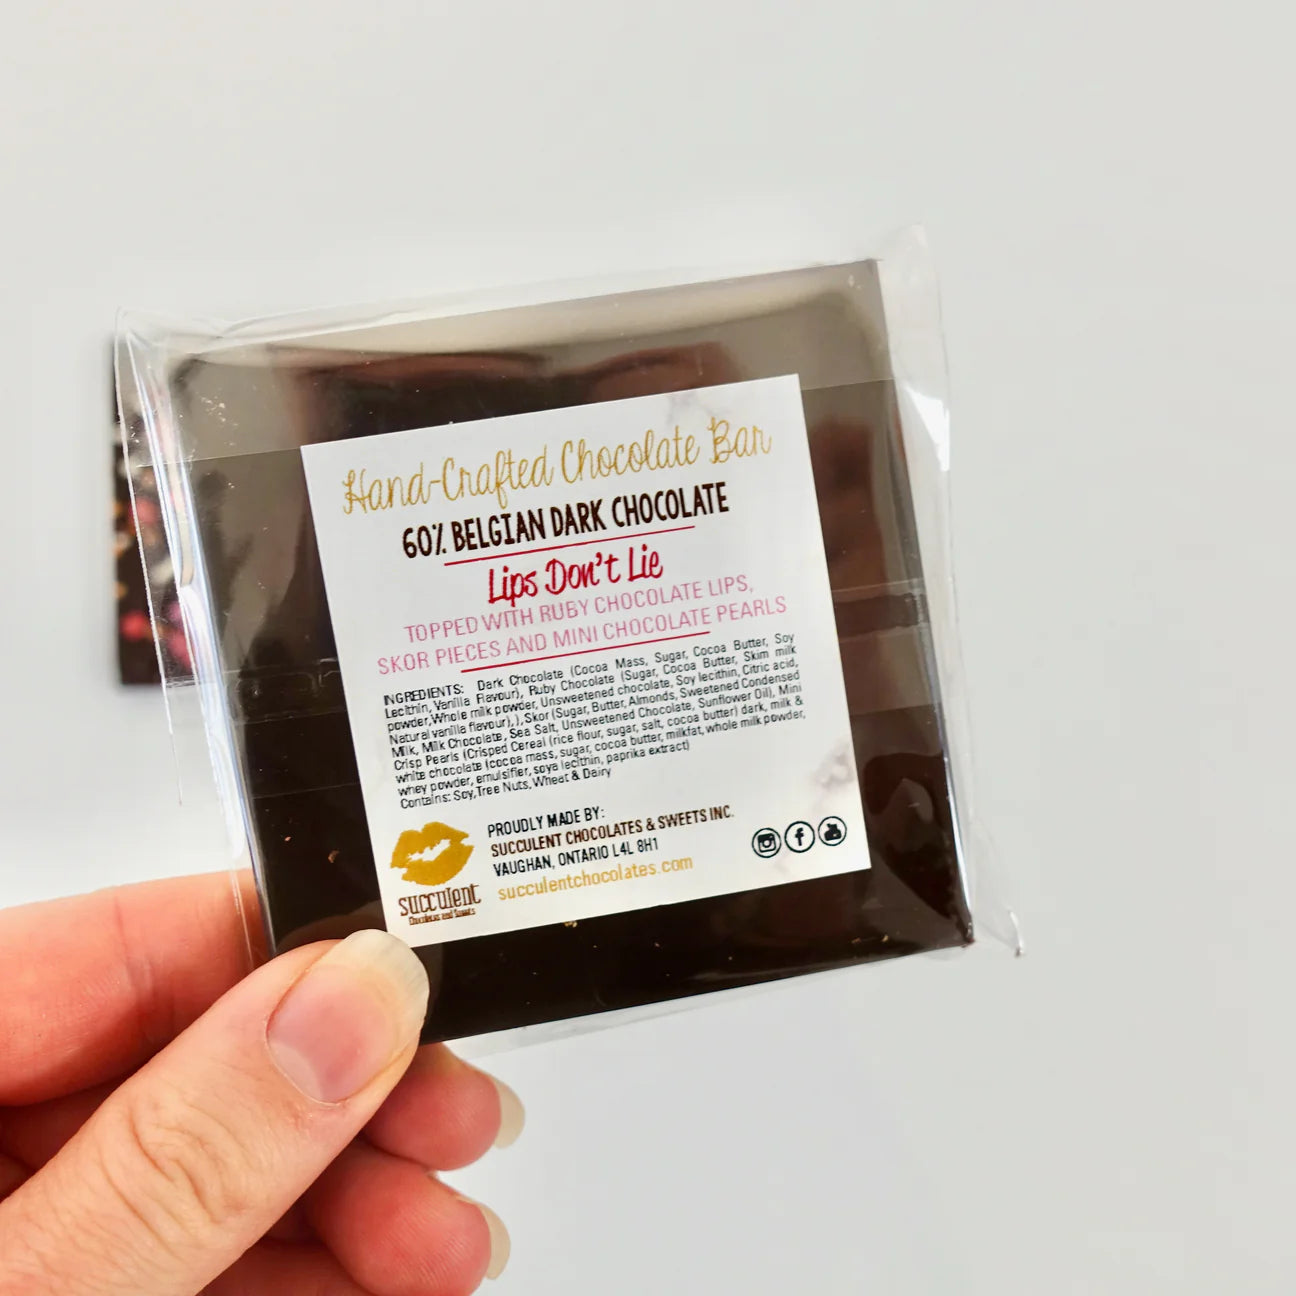 Hand-Crafted Chocolate Bar
60% BELGIAN DARK CHOCOLATE
Lips Don't Lie
TOPPED WITH RUBY CHOCOLATE LIPS,
SKOR PIECES AND MINI CHOCOLATE PEARLS
INGREDIENTS: Dark Chocolate (Cocoa Mass, Sugar, Cocoa Butter, Soy
Lecithin, Vanilla Flavour), Ruby Chocolate (Sugar, Cocoa Butter, Skim milk
powder,Whole milk powder, Unsweetened chocolate, Soy lecithin, Citric acid,
Natural vanilla flavour), ), Skor (Sugar, Butter, Almonds, Sweetened Condensed
Milk, Milk Chocolate, Sea Salt, Unsweetened Chocolate, Sunflower Oil), Mini
Crisp Pearls (Crisped Cereal (rice flour, sugar, salt, cocoa butter) dark, milk &
white chocolate (cocoa mass, sugar, cocoa butter, milkfat, whole milk powder,
whey powder, emulsifier, soya lecithin, paprika extract)
Contains: Soy,Tree Nuts, Wheat & Dairy
PROUDLY MADE BY:
SUCCULENT CHOCOLATES & SWEETS INC.
VAUGHAN, ONTARIO L4L 8H1
succulentchocolates.com
succulent
Chocolates and Sweets